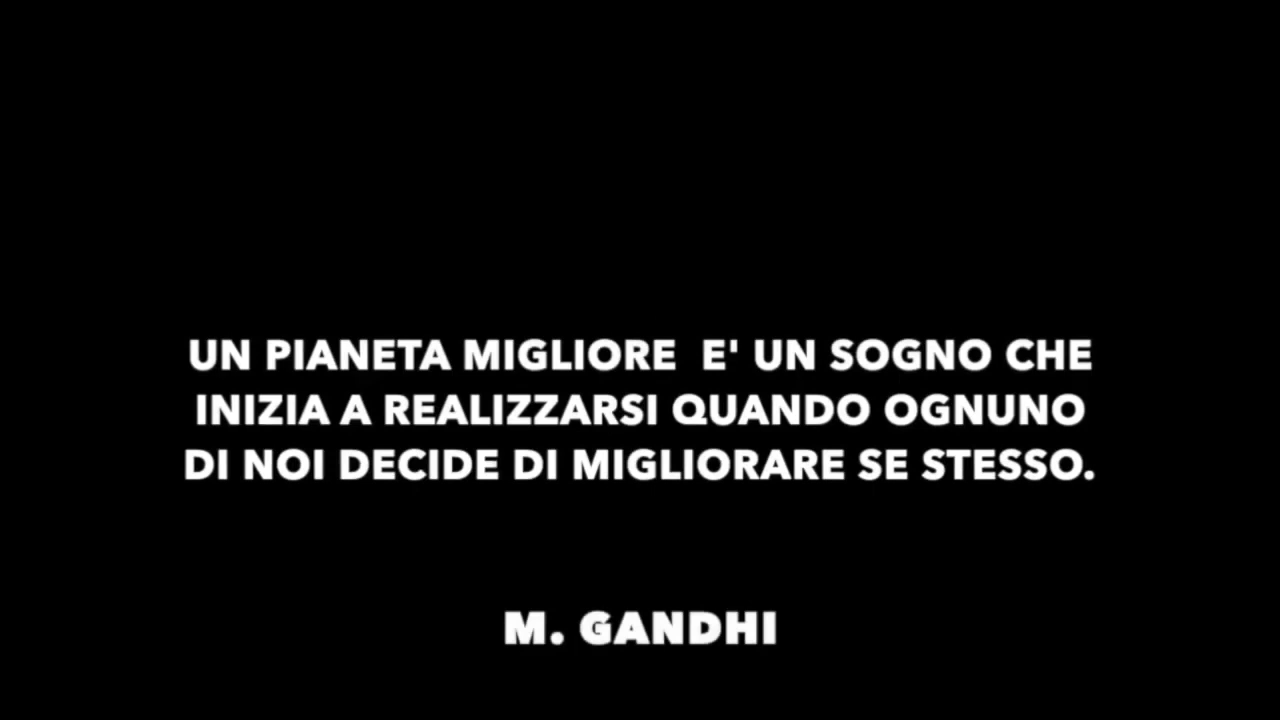 UN PIANETA MIGLIORE  E' UN SOGNO CHE
INIZIA A REALIZZARSI QUANDO OGNUNO
DI NOI DECIDE DI MIGLIORARE SE STESSO.
M. GANDHI